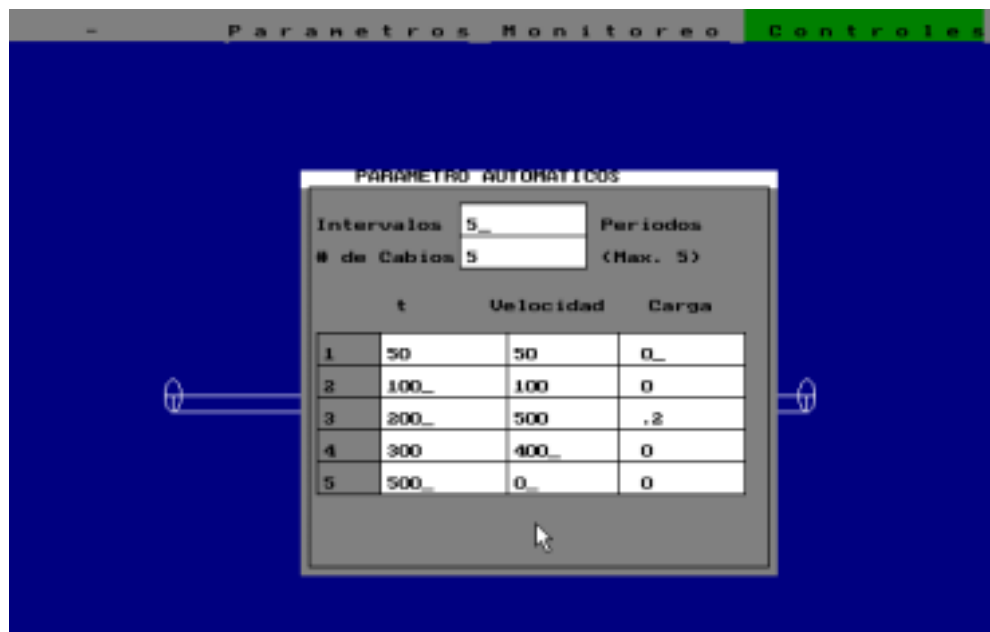 - Parametros Monitoreo Controles
PARAMETRO AUTOMATICOS
Intervalos 5_ Periodos
# de Cabios 5 (Max. 5)
t Velocidad Carga
1 50 50 0_
2 100_ 100 0
3 200_ 500 .2
4 300 400_ 0
5 500_ 0_ 0